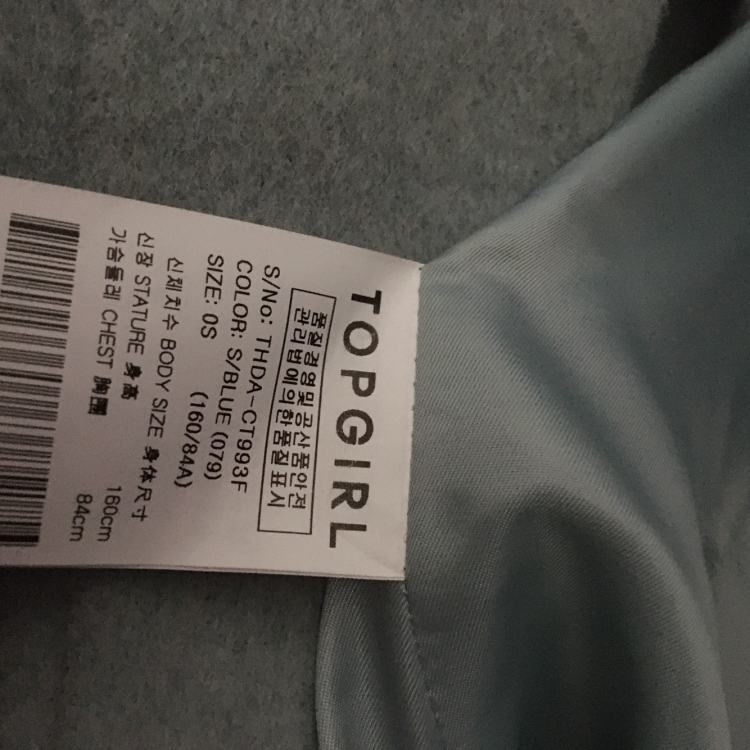 TOPGIRL
품질경영및공산품안전
관리법에의한품질표시
S/No: THDA-CT993F
COLOR: S/BLUE (079)
SIZE: 0S (160/84A)
신체치수 BODY SIZE 身体尺寸
신장 STATURE 身高 160cm
가슴둘레 CHEST 胸圍 84cm